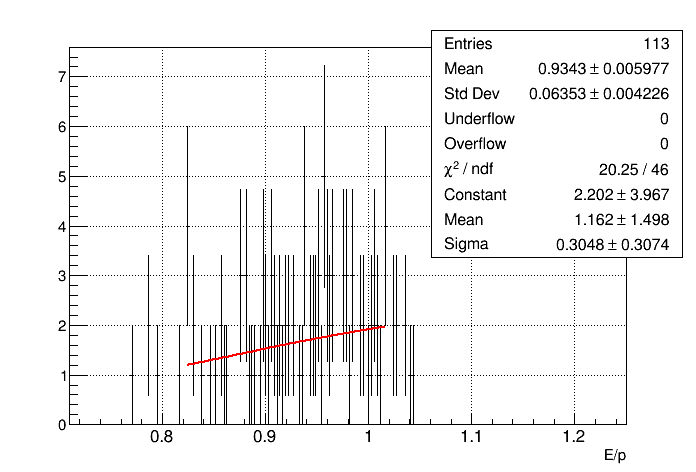 Entries 113
Mean 0.9343 ± 0.005977
Std Dev 0.06353 ± 0.004226
Underflow 0
Overflow 0
χ² / ndf 20.25 / 46
Constant 2.202 ± 3.967
Mean 1.162 ± 1.498
Sigma 0.3048 ± 0.3074
7
6
5
4
3
2
1
0
0.8 0.9 1 1.1 1.2
E/p